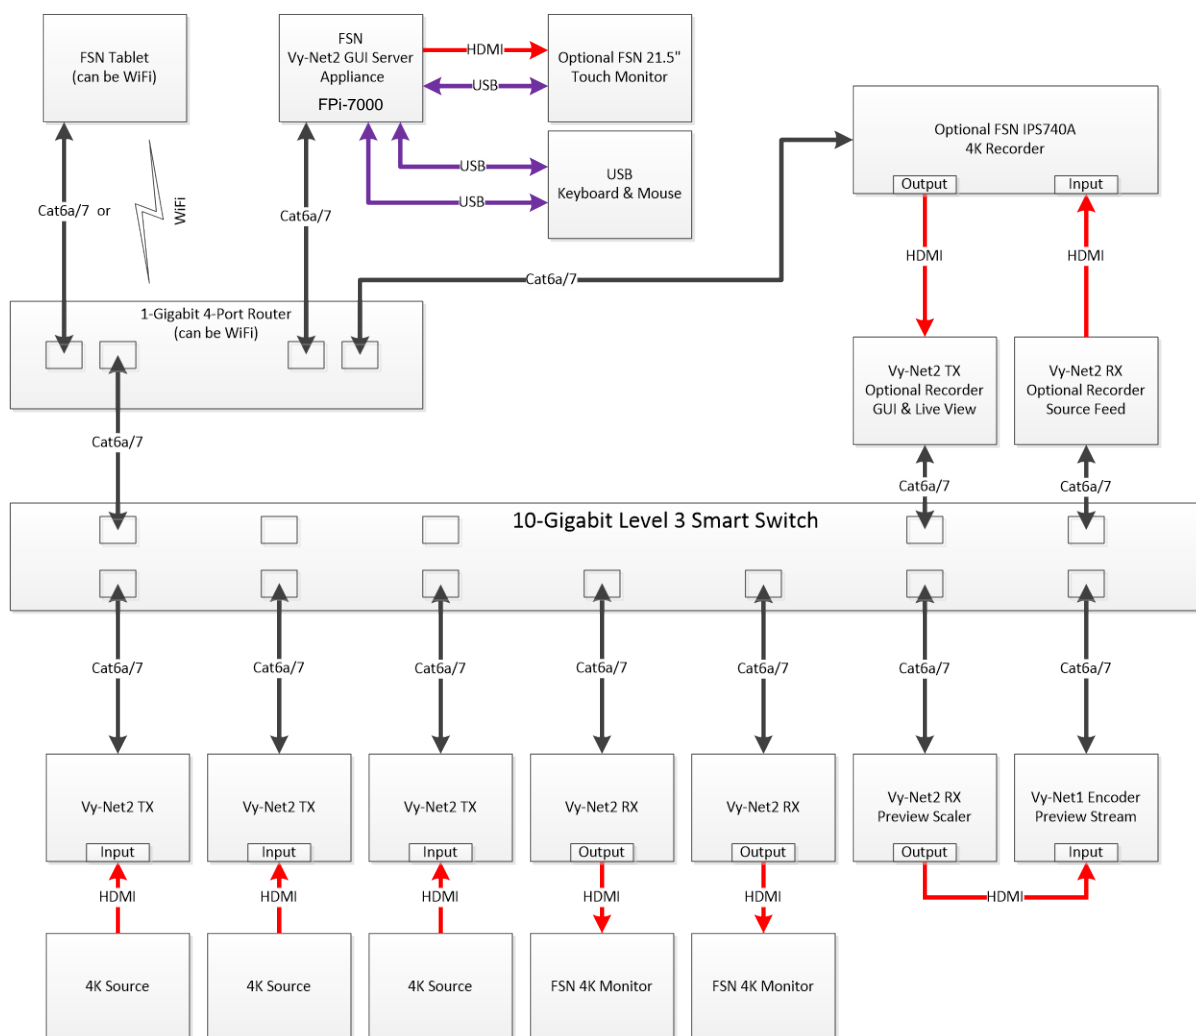 FSN Tablet
(can be WiFi)
FSN
Vy-Net2 GUI Server
Appliance
FPi-7000
HDMI
USB
Optional FSN 21.5"
Touch Monitor
USB
USB
USB
Keyboard & Mouse
Optional FSN IPS740A
4K Recorder
Output
Input
Cat6a/7 or
WiFi
Cat6a/7
Cat6a/7
HDMI
HDMI
1-Gigabit 4-Port Router
(can be WiFi)
Vy-Net2 TX
Optional Recorder
GUI & Live View
Vy-Net2 RX
Optional Recorder
Source Feed
Cat6a/7
Cat6a/7
Cat6a/7
10-Gigabit Level 3 Smart Switch
Cat6a/7
Cat6a/7
Cat6a/7
Cat6a/7
Cat6a/7
Cat6a/7
Cat6a/7
Vy-Net2 TX
Input
Vy-Net2 TX
Input
Vy-Net2 TX
Input
Vy-Net2 RX
Output
Vy-Net2 RX
Output
Vy-Net2 RX
Preview Scaler
Output
Vy-Net1 Encoder
Preview Stream
Input
HDMI
HDMI
HDMI
HDMI
HDMI
HDMI
4K Source
4K Source
4K Source
FSN 4K Monitor
FSN 4K Monitor